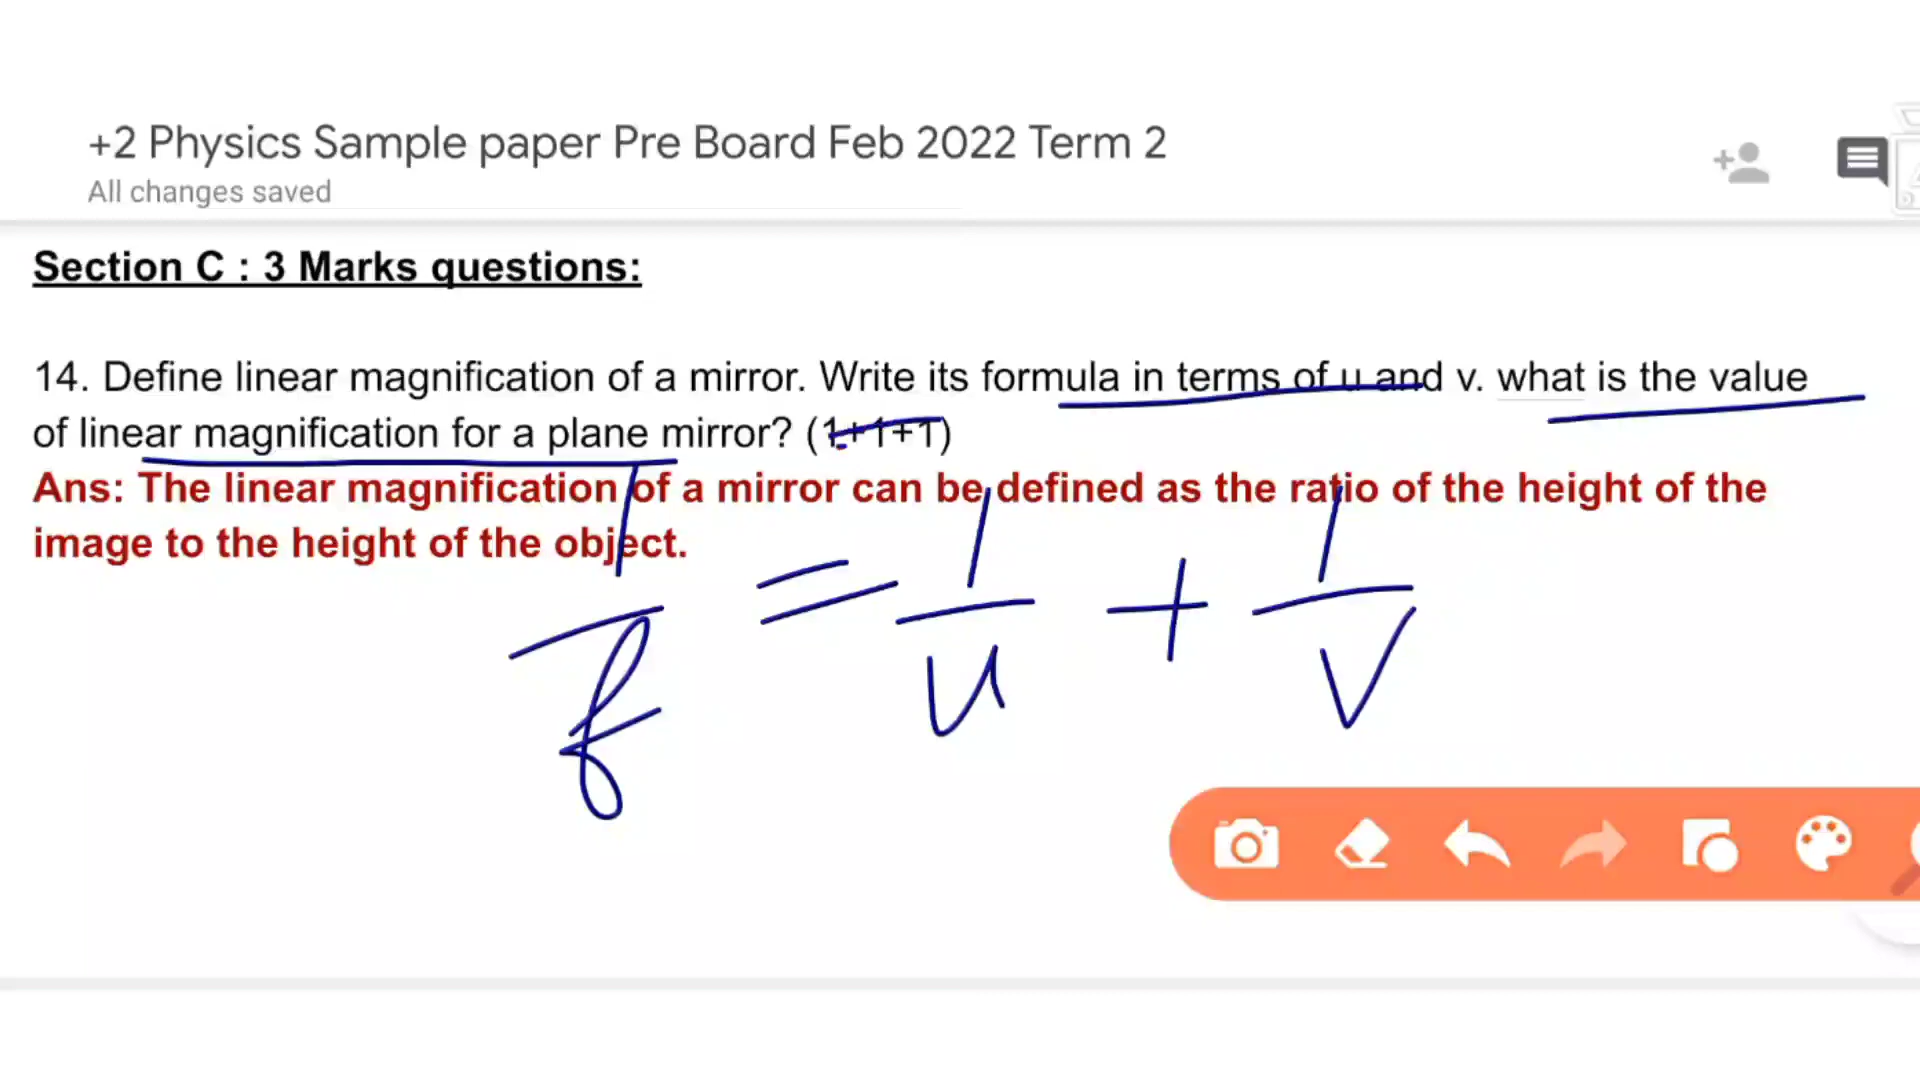 +2 Physics Sample paper Pre Board Feb 2022 Term 2
All changes saved
Section C : 3 Marks questions:
14. Define linear magnification of a mirror. Write its formula in terms of u and v. what is the value
of linear magnification for a plane mirror? (1+1+1)
Ans: The linear magnification of a mirror can be defined as the ratio of the height of the
image to the height of the object.
1/f = 1/u + 1/v